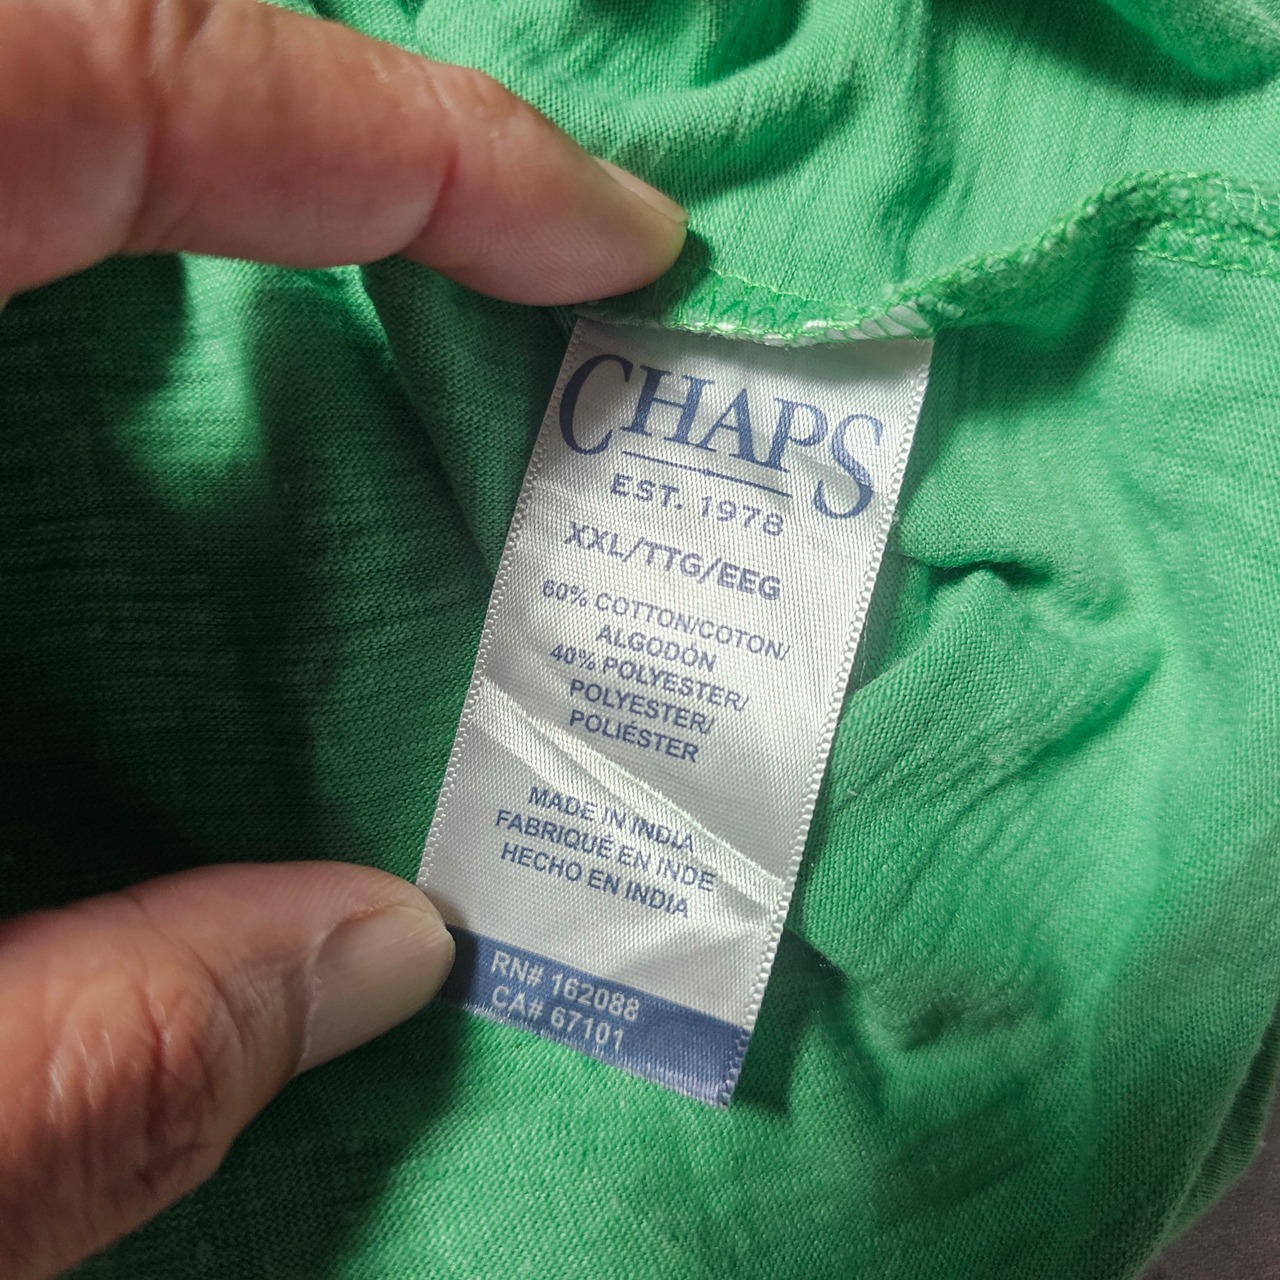 CHAPS
EST. 1978
XXL/TTG/EEG
60% COTTON/COTON/
ALGODÓN
40% POLYESTER/
POLYESTER/
POLIÉSTER
MADE IN INDIA
FABRIQUÉ EN INDE
HECHO EN INDIA
RN# 162088
CA# 67101